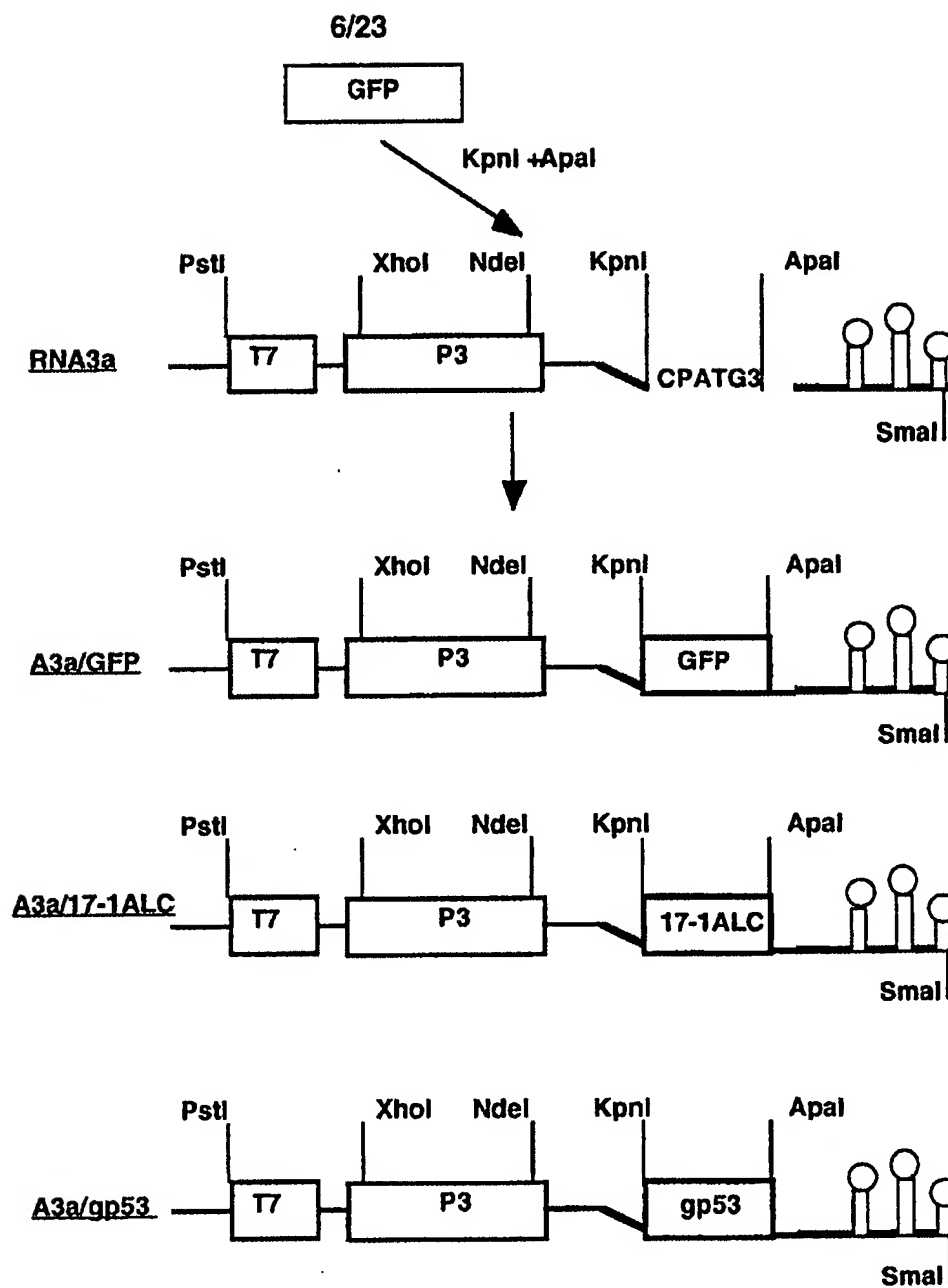 6/23
GFP
KpnI +ApaI
PstI XhoI NdeI KpnI ApaI
RNA3a T7 P3 CPATG3
SmaI
PstI XhoI NdeI KpnI ApaI
A3a/GFP T7 P3 GFP
SmaI
PstI XhoI NdeI KpnI ApaI
A3a/17-1ALC T7 P3 17-1ALC
SmaI
PstI XhoI NdeI KpnI ApaI
A3a/gp53 T7 P3 gp53
SmaI